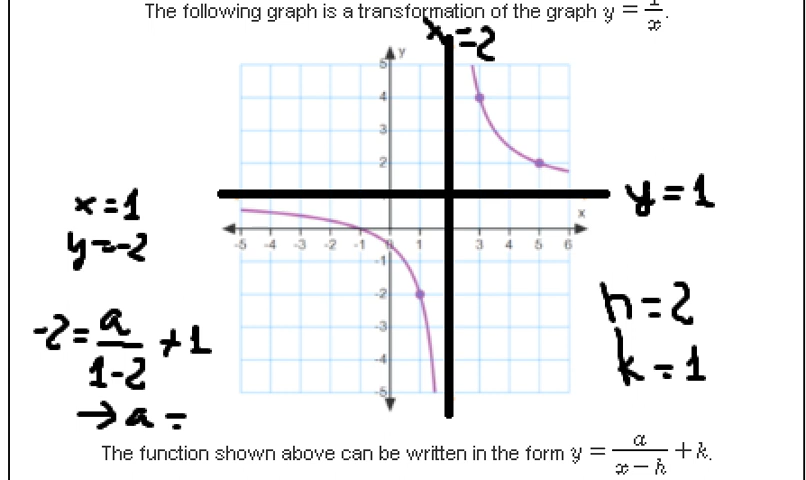 The following graph is a transformation of the graph y = 1/x.
x = 2
y
5
4
3
2
y = 1
x = 1
y = -2
x
-5 -4 -3 -2 -1 0 1 3 4 5 6
-1
-2
-3
-4
-5
h = 2
k = 1
-2 = a/(1-2) + 1
→ a =
The function shown above can be written in the form y = a/(x − h) + k.